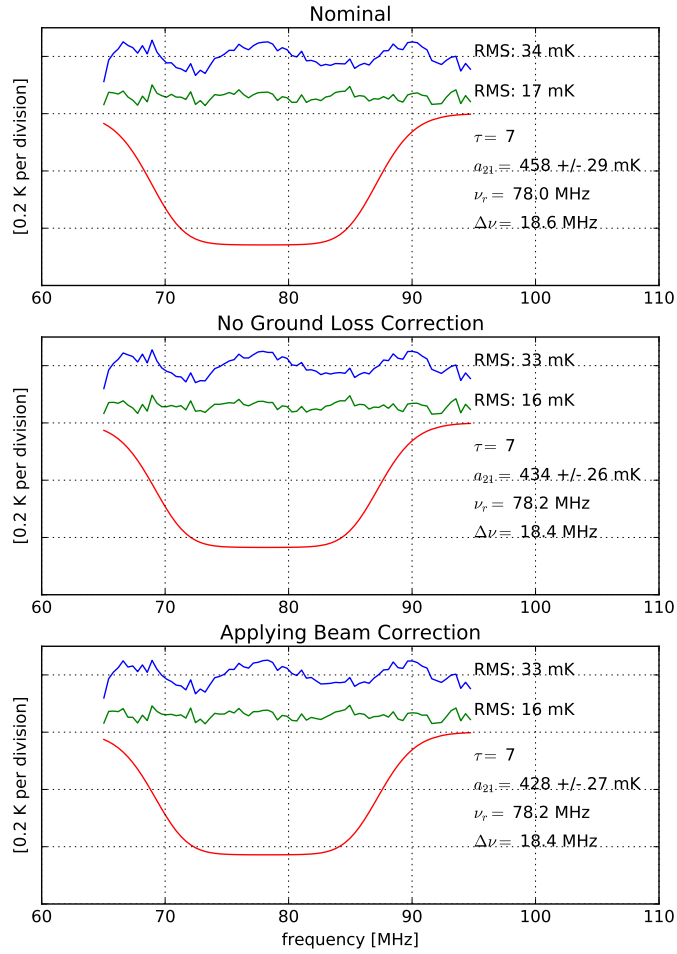 Nominal
[0.2 K per division]
RMS: 34 mK
RMS: 17 mK
τ = 7
a₂₁ = 458 +/- 29 mK
νᵣ = 78.0 MHz
Δν = 18.6 MHz
60 70 80 90 100 110
No Ground Loss Correction
[0.2 K per division]
RMS: 33 mK
RMS: 16 mK
τ = 7
a₂₁ = 434 +/- 26 mK
νᵣ = 78.2 MHz
Δν = 18.4 MHz
60 70 80 90 100 110
Applying Beam Correction
[0.2 K per division]
RMS: 33 mK
RMS: 16 mK
τ = 7
a₂₁ = 428 +/- 27 mK
νᵣ = 78.2 MHz
Δν = 18.4 MHz
60 70 80 90 100 110
frequency [MHz]